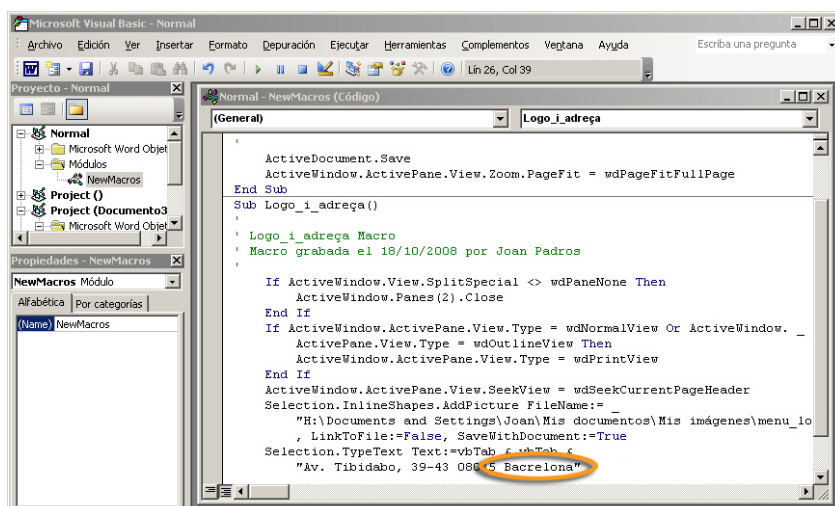 Microsoft Visual Basic - Normal
Archivo Edición Ver Insertar Formato Depuración Ejecutar Herramientas Complementos Ventana Ayuda Escriba una pregunta
Lín 26, Col 39
Proyecto - Normal
Normal
Microsoft Word Objet
Módulos
NewMacros
Project ()
Project (Documento3
Microsoft Word Objet
Propiedades - NewMacros
NewMacros Módulo
Alfabética Por categorías
(Name) NewMacros
Normal - NewMacros (Código)
(General) Logo_i_adreça
'
ActiveDocument.Save
ActiveWindow.ActivePane.View.Zoom.PageFit = wdPageFitFullPage
End Sub
Sub Logo_i_adreça()
'
' Logo_i_adreça Macro
' Macro grabada el 18/10/2008 por Joan Padros
'
If ActiveWindow.View.SplitSpecial <> wdPaneNone Then
ActiveWindow.Panes(2).Close
End If
If ActiveWindow.ActivePane.View.Type = wdNormalView Or ActiveWindow. _
ActivePane.View.Type = wdOutlineView Then
ActiveWindow.ActivePane.View.Type = wdPrintView
End If
ActiveWindow.ActivePane.View.SeekView = wdSeekCurrentPageHeader
Selection.InlineShapes.AddPicture FileName:= _
"H:\Documents and Settings\Joan\Mis documentos\Mis imágenes\menu_lo
, LinkToFile:=False, SaveWithDocument:=True
Selection.TypeText Text:=vbTab & vbTab &
"Av. Tibidabo, 39-43 Bacrelona"